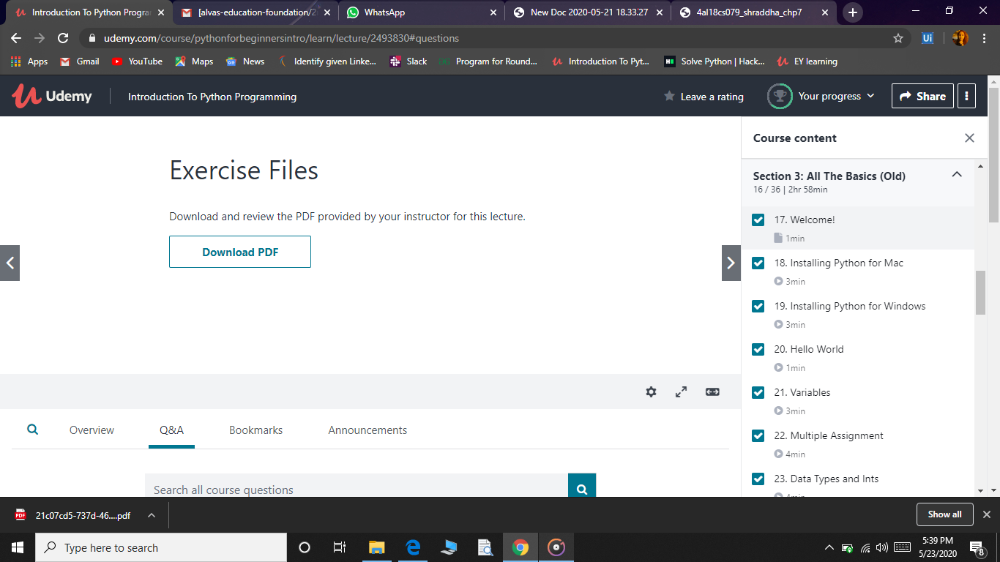 Introduction To Python Progra
[alvas-education-foundation/2
WhatsApp
New Doc 2020-05-21 18.33.27
4al18cs079_shraddha_chp7
udemy.com/course/pythonforbeginnersintro/learn/lecture/2493830#questions
Ui
Apps
Gmail
YouTube
Maps
News
Identify given Linke...
Slack
Program for Round...
Introduction To Pyt...
Solve Python | Hack...
EY learning
Udemy
Introduction To Python Programming
Leave a rating
Your progress
Share
Exercise Files
Download and review the PDF provided by your instructor for this lecture.
Download PDF
Course content
Section 3: All The Basics (Old)
16 / 36 | 2hr 58min
17. Welcome!
1min
18. Installing Python for Mac
3min
19. Installing Python for Windows
3min
20. Hello World
1min
21. Variables
3min
22. Multiple Assignment
4min
23. Data Types and Ints
Overview
Q&A
Bookmarks
Announcements
Search all course questions
PDF
21c07cd5-737d-46....pdf
Show all
Type here to search
5:39 PM
5/23/2020
8